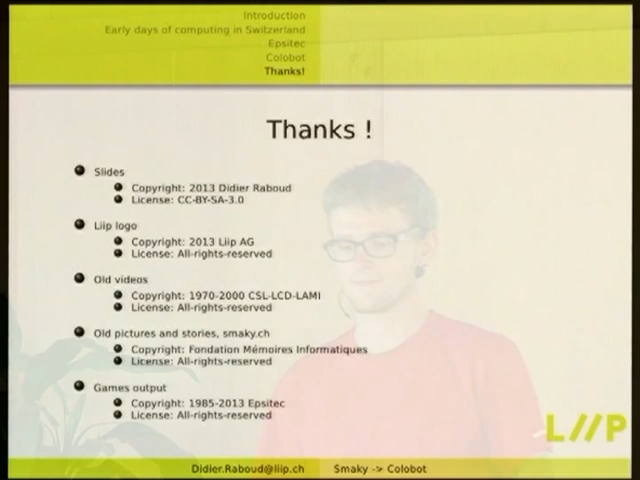 Introduction
Early days of computing in Switzerland
Epsitec
Colobot
Thanks!
Thanks !
Slides
Copyright: 2013 Didier Raboud
License: CC-BY-SA-3.0
Liip logo
Copyright: 2013 Liip AG
License: All-rights-reserved
Old videos
Copyright: 1970-2000 CSL-LCD-LAMI
License: All-rights-reserved
Old pictures and stories, smaky.ch
Copyright: Fondation Mémoires Informatiques
License: All-rights-reserved
Games output
Copyright: 1985-2013 Epsitec
License: All-rights-reserved
LIIP
Didier.Raboud@liip.ch Smaky -> Colobot